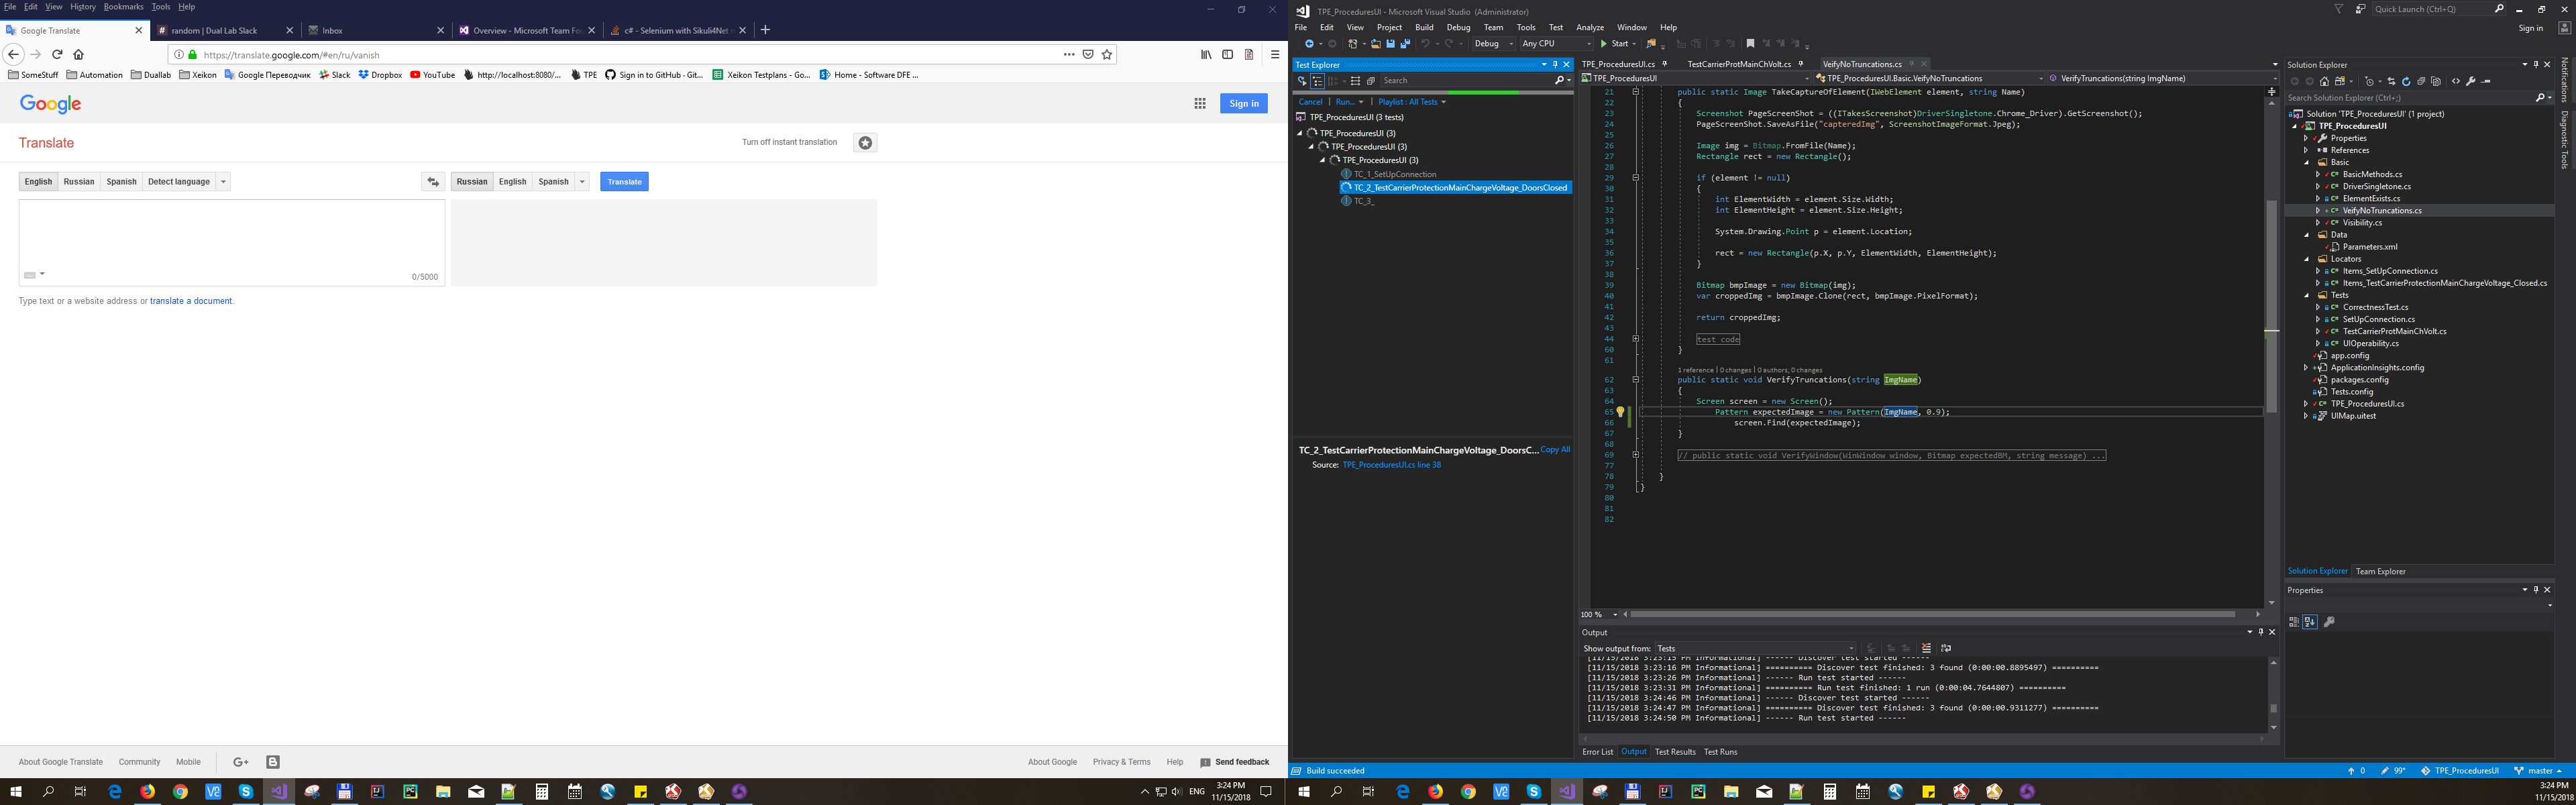 File Edit View History Bookmarks Tools Help
Google Translate
random | Dual Lab Slack
Inbox
Overview - Microsoft Team Fo
c# - Selenium with Sikuli4Net
https://translate.google.com/#en/ru/vanish
SomeStuff Automation Duallab Xeikon Google Переводчик Slack Dropbox YouTube http://localhost:8080/... TPE Sign in to GitHub · Git... Xeikon Testplans - Go... Home - Software DFE ...
Google
Sign in
Translate
Turn off instant translation
English Russian Spanish Detect language
Russian English Spanish Translate
0/5000
Type text or a website address or translate a document.
About Google Translate Community Mobile
About Google Privacy & Terms Help Send feedback
ENG
3:24 PM
11/15/2018
TPE_ProceduresUI - Microsoft Visual Studio (Administrator)
Quick Launch (Ctrl+Q)
File Edit View Project Build Debug Team Tools Test Analyze Window Help
Sign in
Debug Any CPU Start
Test Explorer
Search
Cancel | Run... | Playlist : All Tests
TPE_ProceduresUI (3 tests)
TPE_ProceduresUI (3)
TPE_ProceduresUI (3)
TPE_ProceduresUI (3)
TC_1_SetUpConnection
TC_2_TestCarrierProtectionMainChargeVoltage_DoorsClosed
TC_3_
TC_2_TestCarrierProtectionMainChargeVoltage_DoorsC... Copy All
Source: TPE_ProceduresUI.cs line 38
TPE_ProceduresUI.cs TestCarrierProtMainChVolt.cs VeifyNoTruncations.cs
TPE_ProceduresUI TPE_ProceduresUI.Basic.VeifyNoTruncations VerifyTruncations(string ImgName)
21 public static Image TakeCaptureOfElement(IWebElement element, string Name)
22 {
23 Screenshot PageScreenShot = ((ITakesScreenshot)DriverSingletone.Chrome_Driver).GetScreenshot();
24 PageScreenShot.SaveAsFile("capteredImg", ScreenshotImageFormat.Jpeg);
25
26 Image img = Bitmap.FromFile(Name);
27 Rectangle rect = new Rectangle();
28
29 if (element != null)
30 {
31 int ElementWidth = element.Size.Width;
32 int ElementHeight = element.Size.Height;
33
34 System.Drawing.Point p = element.Location;
35
36 rect = new Rectangle(p.X, p.Y, ElementWidth, ElementHeight);
37 }
38
39 Bitmap bmpImage = new Bitmap(img);
40 var croppedImg = bmpImage.Clone(rect, bmpImage.PixelFormat);
41
42 return croppedImg;
43
44 test code
60 }
61
1 reference | 0 changes | 0 authors, 0 changes
62 public static void VerifyTruncations(string ImgName)
63 {
64 Screen screen = new Screen();
65 Pattern expectedImage = new Pattern(ImgName, 0.9);
66 screen.Find(expectedImage);
67 }
68
69 // public static void VerifyWindow(WinWindow window, Bitmap expectedBM, string message) ...
77
78 }
79 }
80
81
82
100 %
Output
Show output from: Tests
[11/15/2018 3:23:15 PM Informational] ------ Discover test started ------
[11/15/2018 3:23:16 PM Informational] ========== Discover test finished: 3 found (0:00:00.8895497) ==========
[11/15/2018 3:23:26 PM Informational] ------ Run test started ------
[11/15/2018 3:23:31 PM Informational] ========== Run test finished: 1 run (0:00:04.7644807) ==========
[11/15/2018 3:24:46 PM Informational] ------ Discover test started ------
[11/15/2018 3:24:47 PM Informational] ========== Discover test finished: 3 found (0:00:00.9311277) ==========
[11/15/2018 3:24:50 PM Informational] ------ Run test started ------
Error List Output Test Results Test Runs
Solution Explorer
Search Solution Explorer (Ctrl+;)
Solution 'TPE_ProceduresUI' (1 project)
TPE_ProceduresUI
Properties
References
Basic
BasicMethods.cs
DriverSingletone.cs
ElementExists.cs
VeifyNoTruncations.cs
Visibility.cs
Data
Parameters.xml
Locators
Items_SetUpConnection.cs
Items_TestCarrierProtectionMainChargeVoltage_Closed.cs
Tests
CorrectnessTest.cs
SetUpConnection.cs
TestCarrierProtMainChVolt.cs
UIOperability.cs
app.config
ApplicationInsights.config
packages.config
Tests.config
TPE_ProceduresUI.cs
UIMap.uitest
Solution Explorer Team Explorer
Properties
Notifications
Diagnostic Tools
Build succeeded
0 99* TPE_ProceduresUI master
3:24 PM
11/15/2018